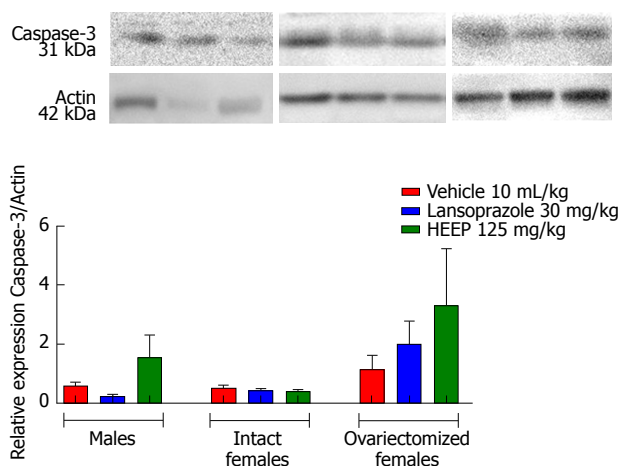 Caspase-3
31 kDa
Actin
42 kDa
Vehicle 10 mL/kg
Lansoprazole 30 mg/kg
HEEP 125 mg/kg
Relative expression Caspase-3/Actin
6
4
2
0
Males
Intact
females
Ovariectomized
females